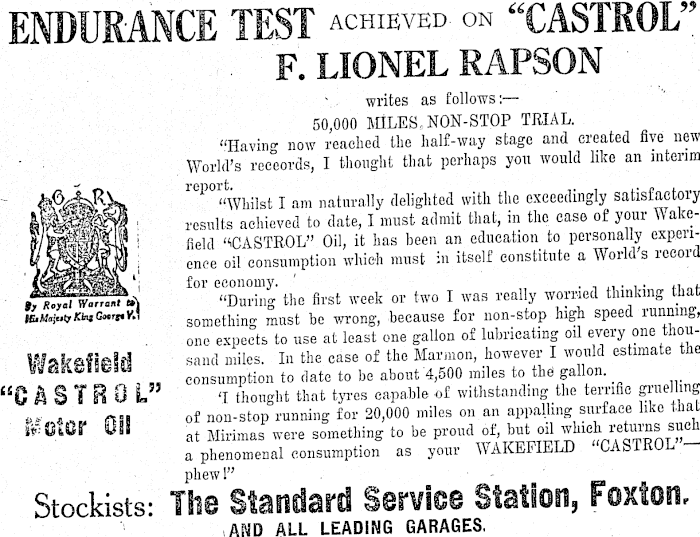 ENDURANCE TEST ACHIEVED ON "CASTROL"
F. LIONEL RAPSON
writes as follows:—
50,000 MILES NON-STOP TRIAL.
"Having now reached the half-way stage and created five new
World's receords, I thought that perhaps you would like an interim
report.
"Whilst I am naturally delighted with the exceedingly satisfactory
results achieved to date, I must admit that, in the case of your Wake-
field "CASTROL" Oil, it has been an education to personally experi-
ence oil consumption which must in itself constitute a World's record
for economy.
"During the first week or two I was really worried thinking that
something must be wrong, because for non-stop high speed running,
one expects to use at least one gallon of lubricating oil every one thou-
sand miles. In the case of the Marmon, however I would estimate the
consumption to date to be about 4,500 miles to the gallon.
'I thought that tyres capable of withstanding the terrific gruelling
of non-stop running for 20,000 miles on an appalling surface like that
at Mirimas were something to be proud of, but oil which returns such
a phenomenal consumption as your WAKEFIELD "CASTROL"—
phew!"
G R
By Royal Warrant to
His Majesty King George V.
Wakefield
"CASTROL"
Motor Oil
Stockists: The Standard Service Station, Foxton.
AND ALL LEADING GARAGES.